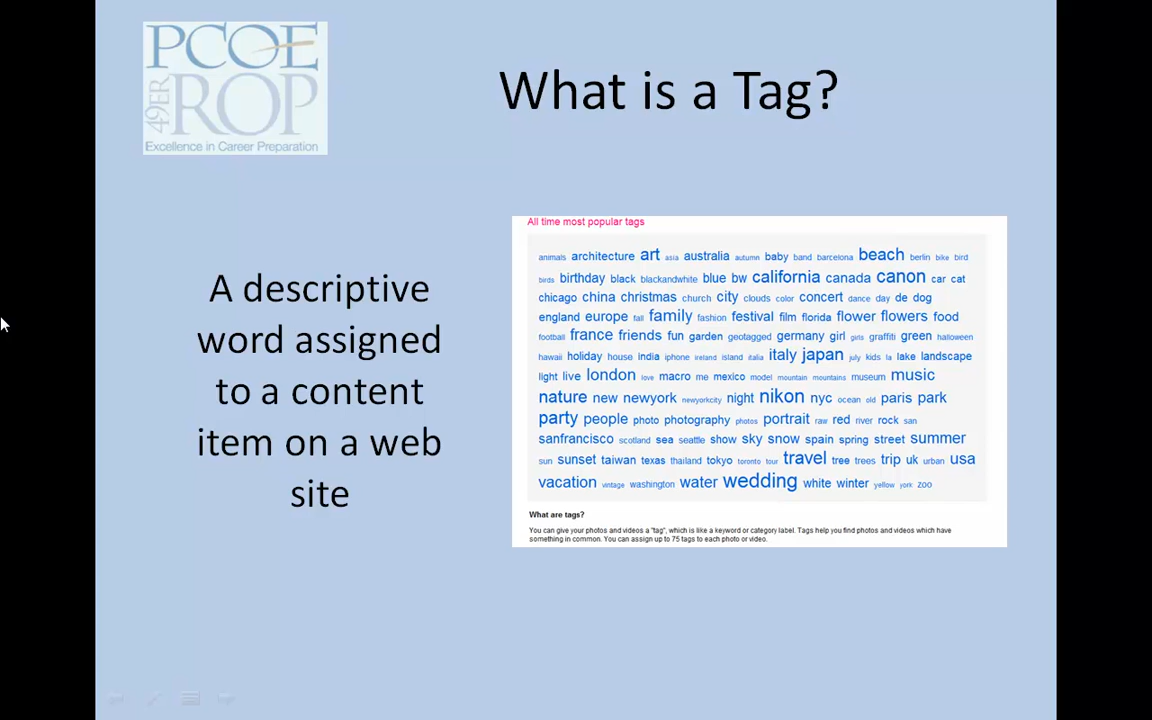 PCOE
49ER ROP
Excellence in Career Preparation
What is a Tag?
A descriptive
word assigned
to a content
item on a web
site
All time most popular tags
animals architecture art asia australia autumn baby band barcelona beach berlin bike bird
birds birthday black blackandwhite blue bw california canada canon car cat
chicago china christmas church city clouds color concert dance day de dog
england europe fall family fashion festival film florida flower flowers food
football france friends fun garden geotagged germany girl girls graffiti green halloween
hawaii holiday house india iphone ireland island italia italy japan july kids la lake landscape
light live london love macro me mexico model mountain mountains museum music
nature new newyork newyorkcity night nikon nyc ocean old paris park
party people photo photography photos portrait raw red river rock san
sanfrancisco scotland sea seattle show sky snow spain spring street summer
sun sunset taiwan texas thailand tokyo toronto tour travel tree trees trip uk urban usa
vacation vintage washington water wedding white winter yellow york zoo
What are tags?
You can give your photos and videos a "tag", which is like a keyword or category label. Tags help you find photos and videos which have
something in common. You can assign up to 75 tags to each photo or video.